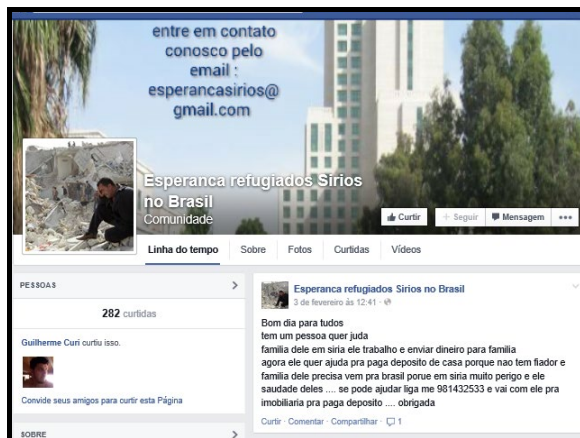 entre em contato
conosco pelo
email :
esperancasirios@
gmail.com
Esperanca refugiados Sirios
no Brasil
Comunidade
Curtir
Seguir
Mensagem
Linha do tempo
Sobre
Fotos
Curtidas
Vídeos
PESSOAS
282 curtidas
Guilherme Curi curtiu isso.
Convide seus amigos para curtir esta Página
SOBRE
Esperanca refugiados Sirios no Brasil
3 de fevereiro às 12:41 ·
Bom dia para tudos
tem um pessoa quer juda
familia dele em siria ele trabalho e enviar dineiro para familia
agora ele quer ajuda pra paga deposito de casa porque nao tem fiador e
familia dele precisa vem pra brasil porue em siria muito perigo e ele
saudade deles .... se pode ajudar liga me 981432533 e vai com ele pra
imobiliaria pra paga deposito .... obrigada
Curtir · Comentar · Compartilhar · 1